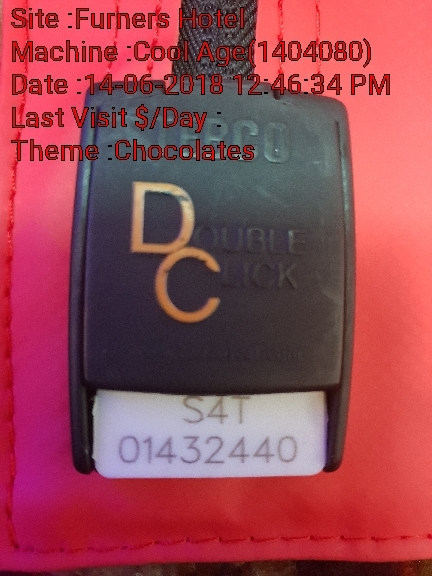 Site :Furners Hotel
Machine :Cool Age(1404080)
Date :14-06-2018 12:46:34 PM
Last Visit $/Day :
Theme :Chocolates
DOUBLE
CLICK
S4T
01432440